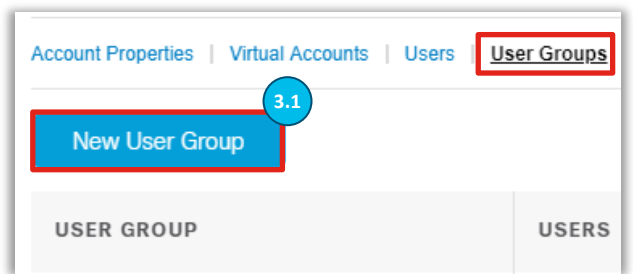 Account Properties | Virtual Accounts | Users | User Groups
3.1
New User Group
USER GROUP USERS